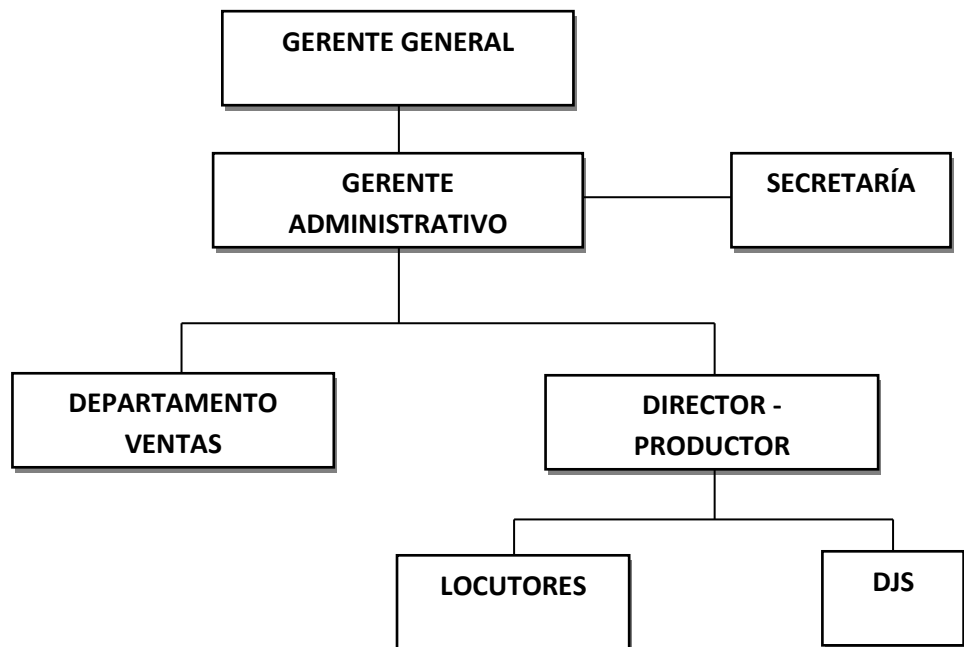 GERENTE GENERAL
GERENTE
ADMINISTRATIVO
SECRETARÍA
DEPARTAMENTO
VENTAS
DIRECTOR -
PRODUCTOR
LOCUTORES
DJS